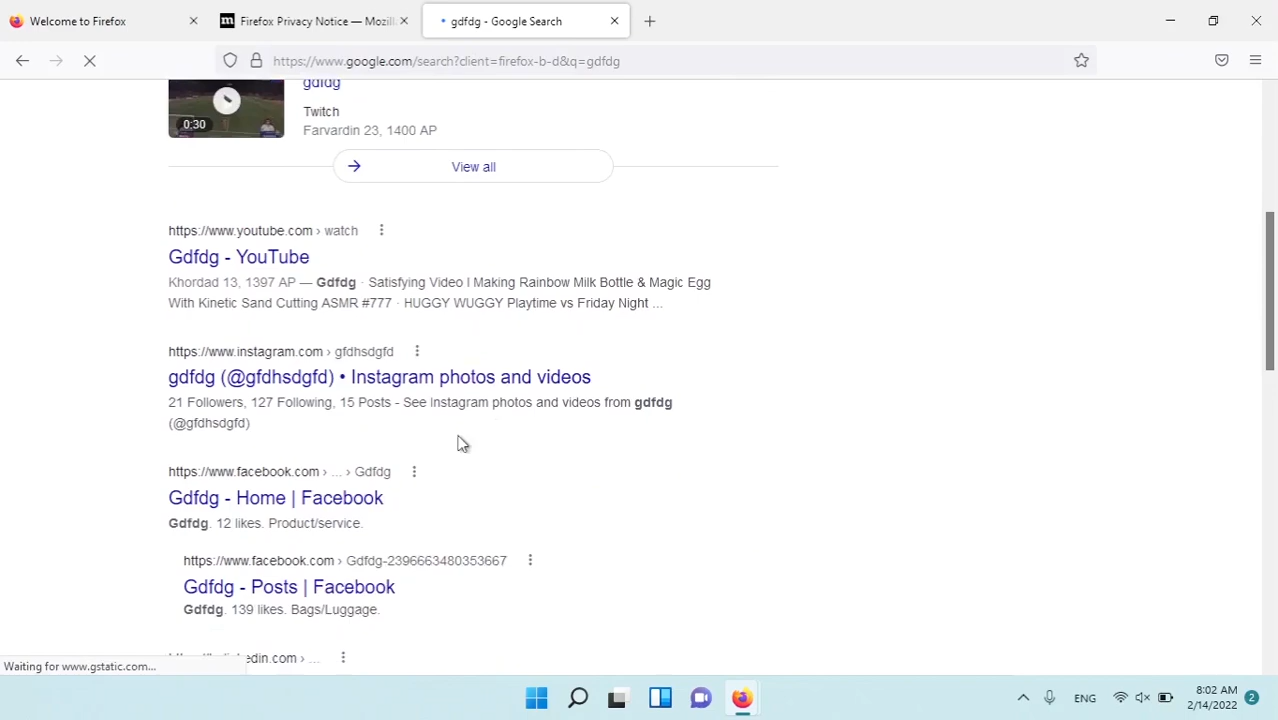 Welcome to Firefox
Firefox Privacy Notice — Mozill
gdfdg - Google Search
https://www.google.com/search?client=firefox-b-d&q=gdfdg
gdfdg
Twitch
0:30
Farvardin 23, 1400 AP
View all
https://www.youtube.com › watch
Gdfdg - YouTube
Khordad 13, 1397 AP — Gdfdg · Satisfying Video l Making Rainbow Milk Bottle & Magic Egg
With Kinetic Sand Cutting ASMR #777 · HUGGY WUGGY Playtime vs Friday Night ...
https://www.instagram.com › gfdhsdgfd
gdfdg (@gfdhsdgfd) • Instagram photos and videos
21 Followers, 127 Following, 15 Posts - See Instagram photos and videos from gdfdg
(@gfdhsdgfd)
https://www.facebook.com › ... › Gdfdg
Gdfdg - Home | Facebook
Gdfdg. 12 likes. Product/service.
https://www.facebook.com › Gdfdg-2396663480353667
Gdfdg - Posts | Facebook
Gdfdg. 139 likes. Bags/Luggage.
edin.com › ...
Waiting for www.gstatic.com...
ENG
8:02 AM
2/14/2022
2